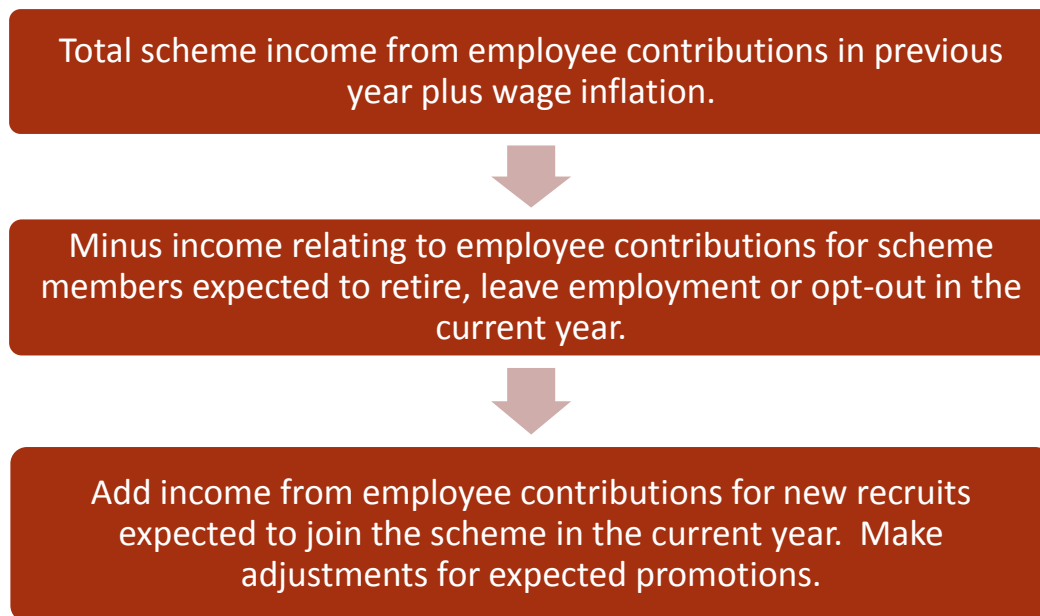 Total scheme income from employee contributions in previous
year plus wage inflation.
Minus income relating to employee contributions for scheme
members expected to retire, leave employment or opt-out in the
current year.
Add income from employee contributions for new recruits
expected to join the scheme in the current year.  Make
adjustments for expected promotions.